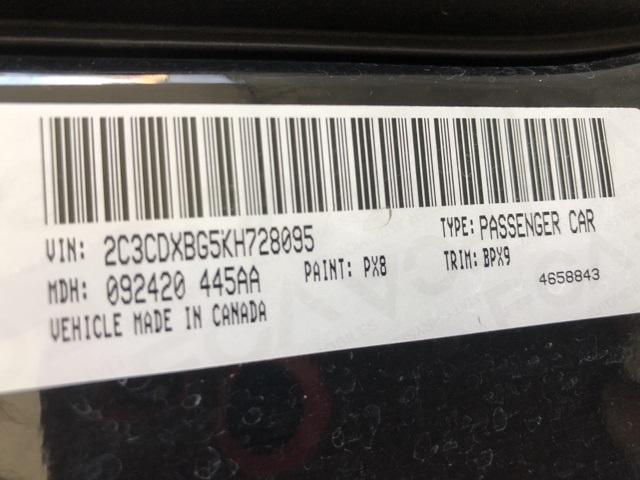 VIN: 2C3CDXBG5KH728095 TYPE: PASSENGER CAR
MDH: 092420 445AA PAINT: PX8 TRIM: BPX9
VEHICLE MADE IN CANADA 4658843